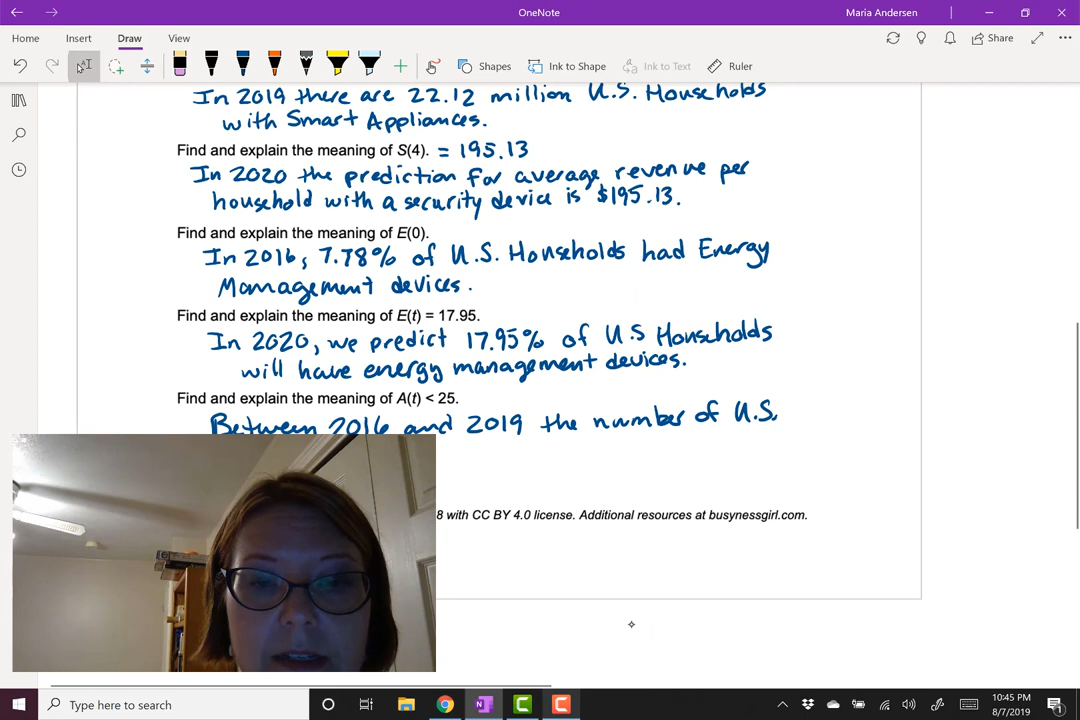 OneNote
Maria Andersen
Home Insert Draw View
Share
Shapes Ink to Shape Ink to Text Ruler
In 2019 there are 22.12 million U.S. Households
with Smart Appliances.
Find and explain the meaning of S(4). = 195.13
In 2020 the prediction for average revenue per
household with a security device is $195.13.
Find and explain the meaning of E(0).
In 2016, 7.78% of U.S. Households had Energy
Management devices.
Find and explain the meaning of E(t) = 17.95.
In 2020, we predict 17.95% of U.S Households
will have energy management devices.
Find and explain the meaning of A(t) < 25.
Between 2016 and 2019 the number of U.S.
8 with CC BY 4.0 license. Additional resources at busynessgirl.com.
Type here to search
10:45 PM
8/7/2019
1